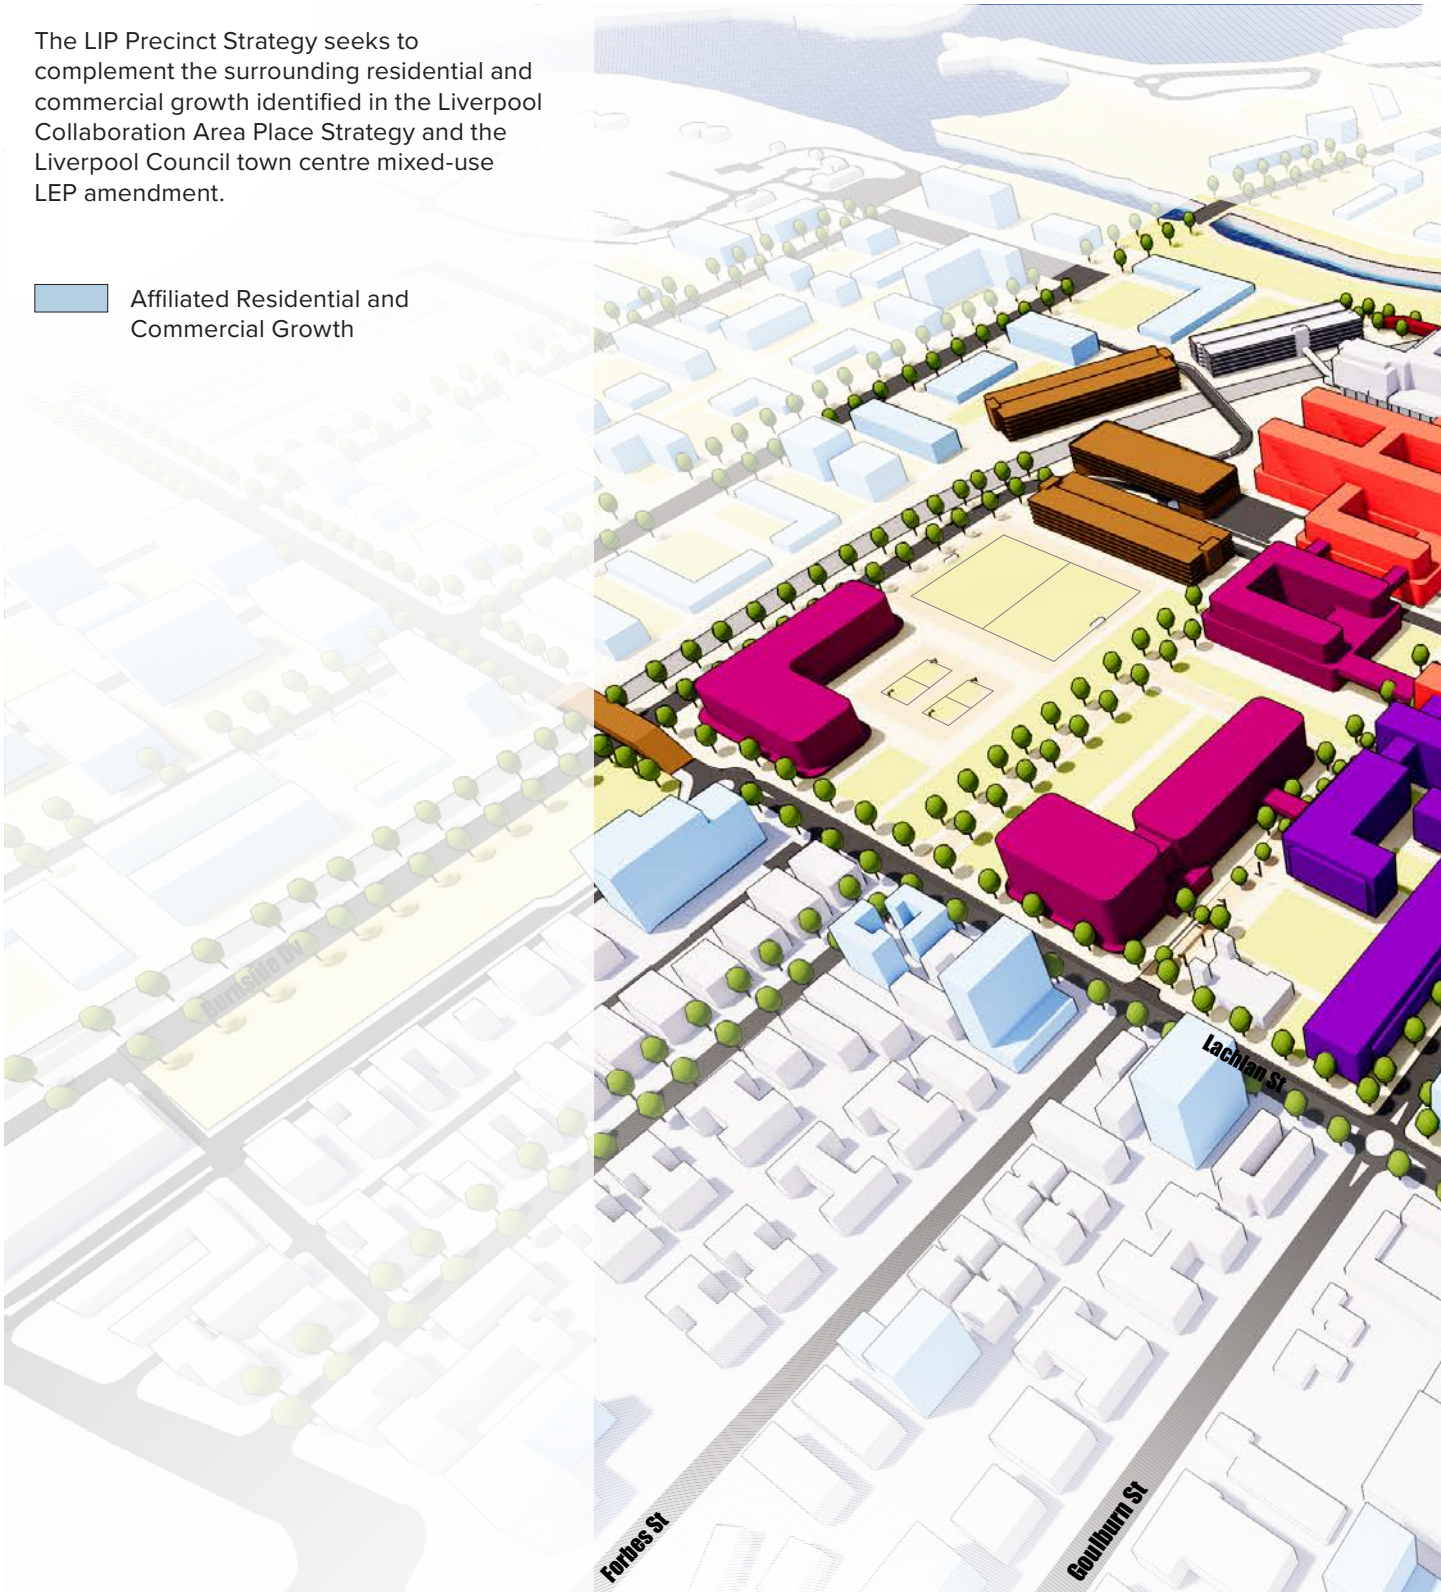 The LIP Precinct Strategy seeks to
complement the surrounding residential and
commercial growth identified in the Liverpool
Collaboration Area Place Strategy and the
Liverpool Council town centre mixed-use
LEP amendment.
Affiliated Residential and
Commercial Growth
Burnside Dv
Lachlan St
Forbes St
Goulburn St